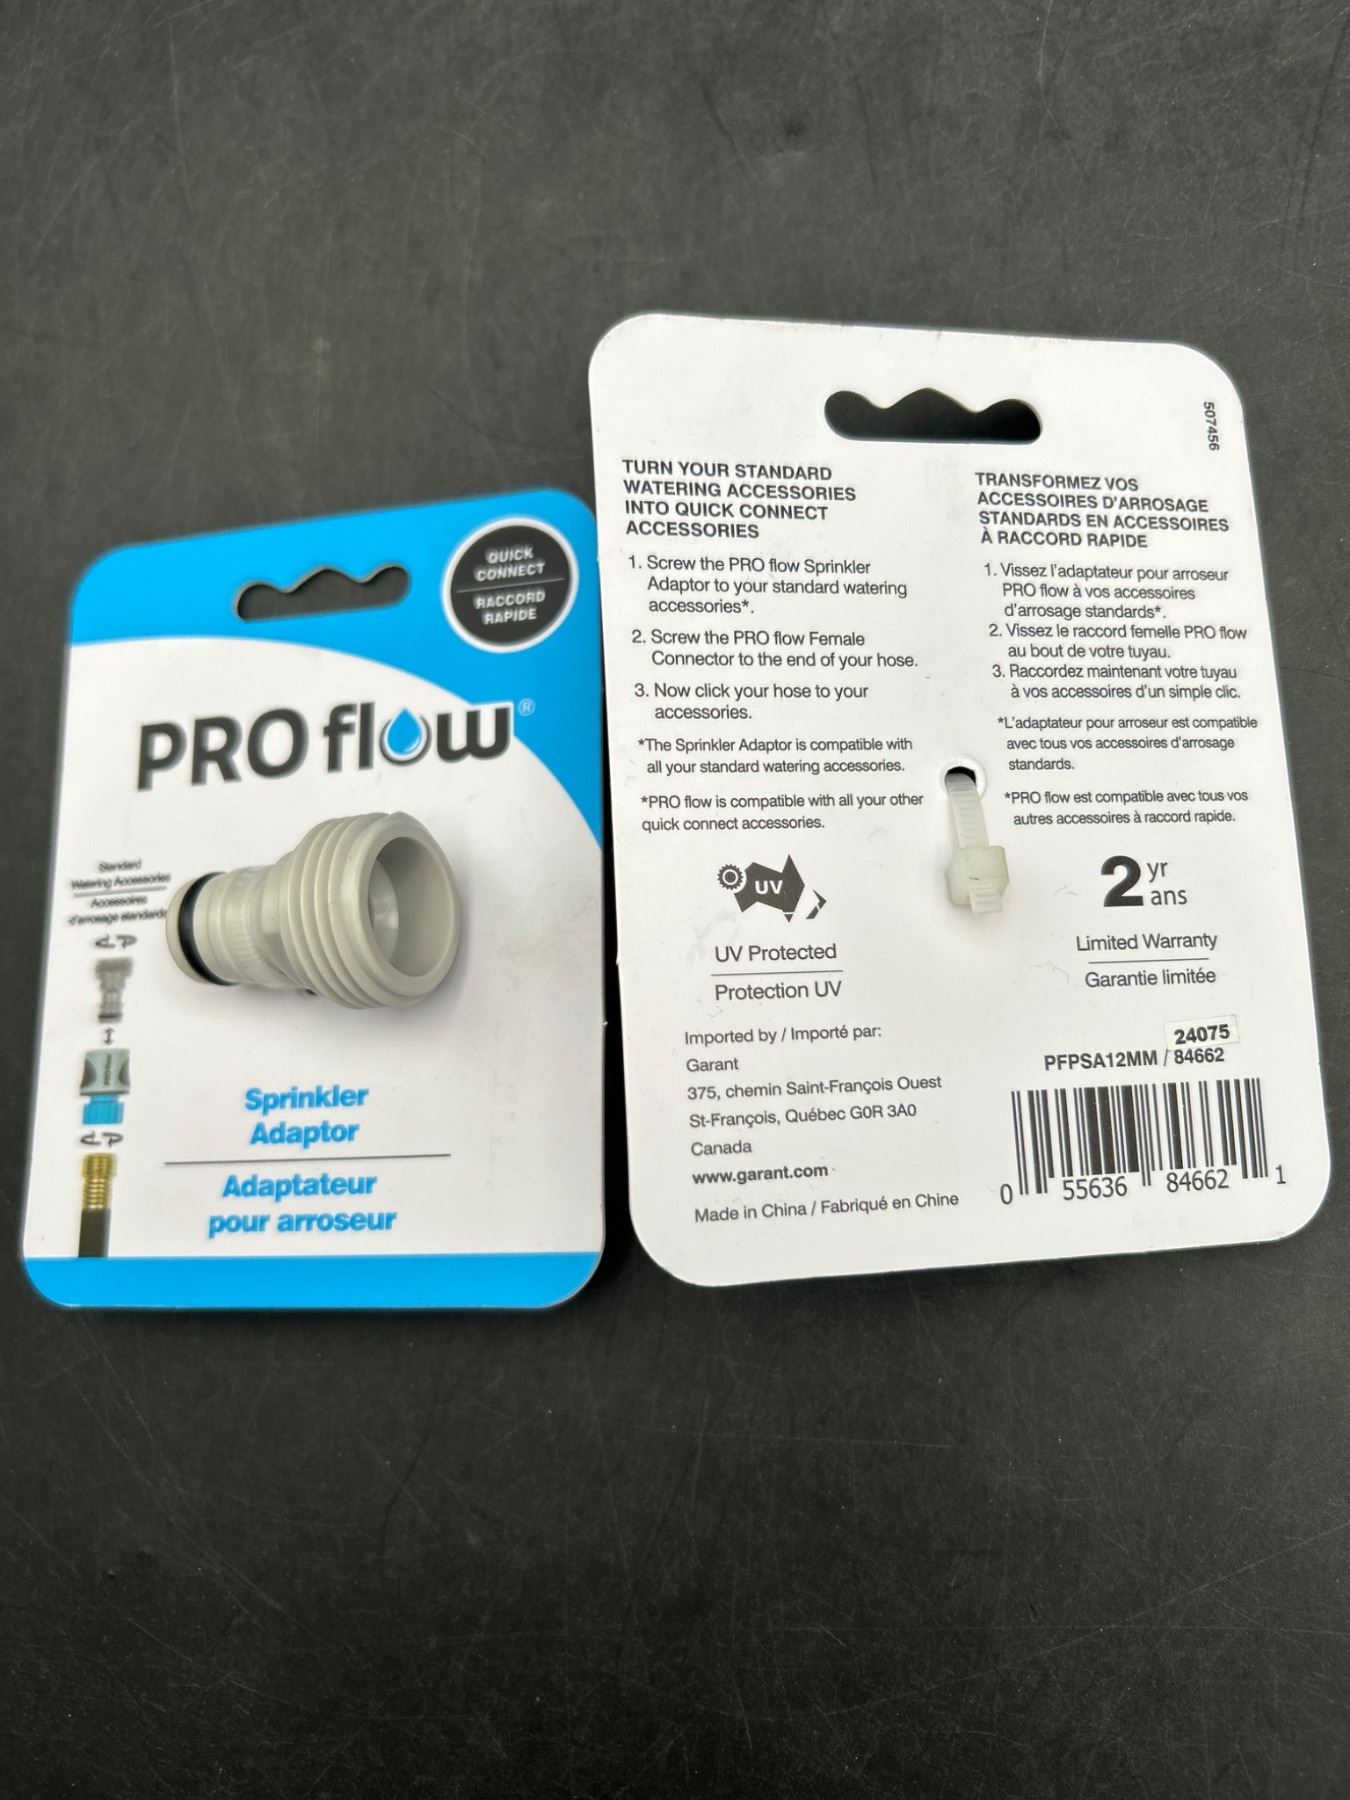 QUICK
CONNECT
RACCORD
RAPIDE
PRO flow®
Standard
Watering Accessories
Accessoires
d'arrosage standards
Sprinkler
Adaptor
Adaptateur
pour arroseur
507456
TURN YOUR STANDARD
WATERING ACCESSORIES
INTO QUICK CONNECT
ACCESSORIES
1. Screw the PRO flow Sprinkler
Adaptor to your standard watering
accessories*.
2. Screw the PRO flow Female
Connector to the end of your hose.
3. Now click your hose to your
accessories.
*The Sprinkler Adaptor is compatible with
all your standard watering accessories.
*PRO flow is compatible with all your other
quick connect accessories.
TRANSFORMEZ VOS
ACCESSOIRES D'ARROSAGE
STANDARDS EN ACCESSOIRES
À RACCORD RAPIDE
1. Vissez l'adaptateur pour arroseur
PRO flow à vos accessoires
d'arrosage standards*.
2. Vissez le raccord femelle PRO flow
au bout de votre tuyau.
3. Raccordez maintenant votre tuyau
à vos accessoires d'un simple clic.
*L'adaptateur pour arroseur est compatible
avec tous vos accessoires d'arrosage
standards.
*PRO flow est compatible avec tous vos
autres accessoires à raccord rapide.
UV
UV Protected
Protection UV
2 yr
ans
Limited Warranty
Garantie limitée
Imported by / Importé par:
Garant
375, chemin Saint-François Ouest
St-François, Québec G0R 3A0
Canada
www.garant.com
Made in China / Fabriqué en Chine
24075
PFPSA12MM / 84662
0 55636 84662 1